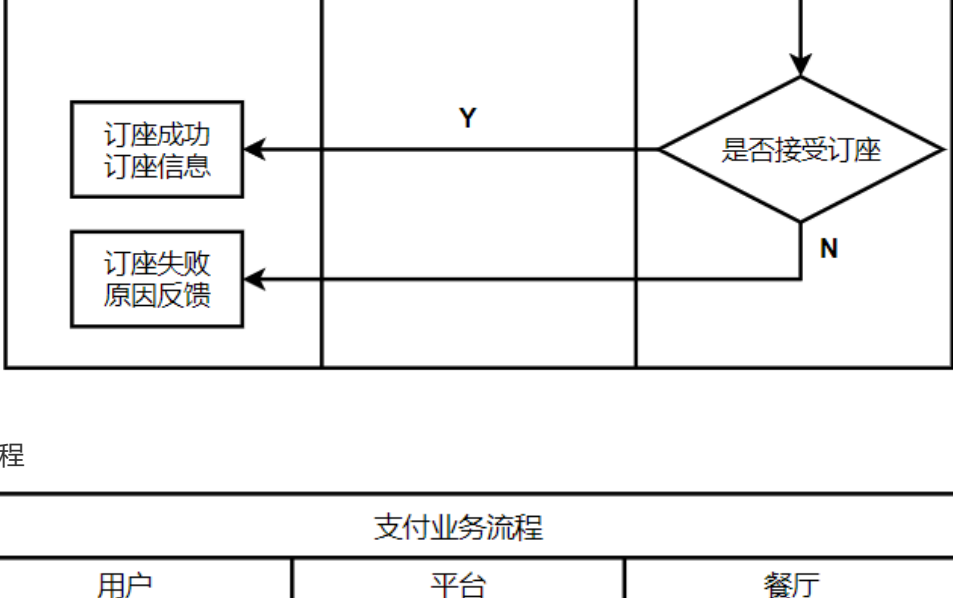 Y
订座成功
订座信息
是否接受订座
N
订座失败
原因反馈
程
支付业务流程
用户
平台
餐厅